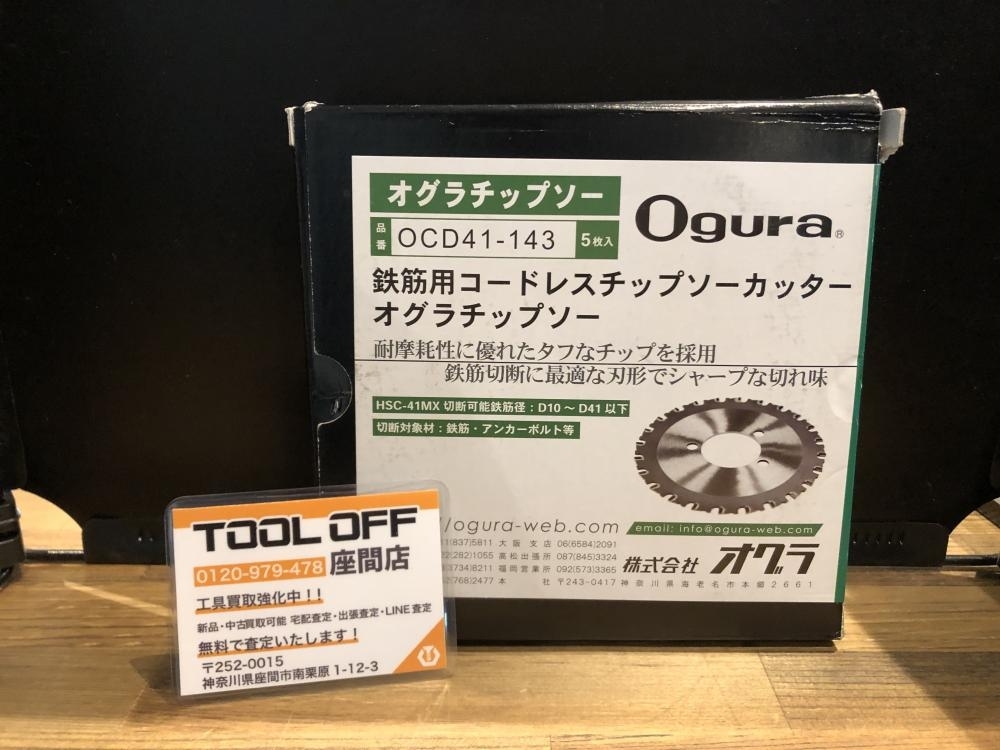 オグラチップソー
品番 OCD41-143 5枚入
Ogura®
鉄筋用コードレスチップソーカッター
オグラチップソー
耐摩耗性に優れたタフなチップを採用
鉄筋切断に最適な刃形でシャープな切れ味
HSC-41MX 切断可能鉄筋径：D10～D41以下
切断対象材：鉄筋・アンカーボルト等
/ogura-web.com
email: info@ogura-web.com
(837)5811 大阪支店 06(6584)2091
(282)1055 高松出張所 087(845)3324
(3734)8211 福岡営業所 092(573)3365
(768)2477 本社 〒243-0417 神奈川県海老名市本郷2661
株式会社 オグラ
TOOL OFF
0120-979-478 座間店
工具買取強化中！！
新品・中古買取可能 宅配査定・出張査定・LINE査定
無料で査定いたします！
〒252-0015
神奈川県座間市南栗原 1-12-3